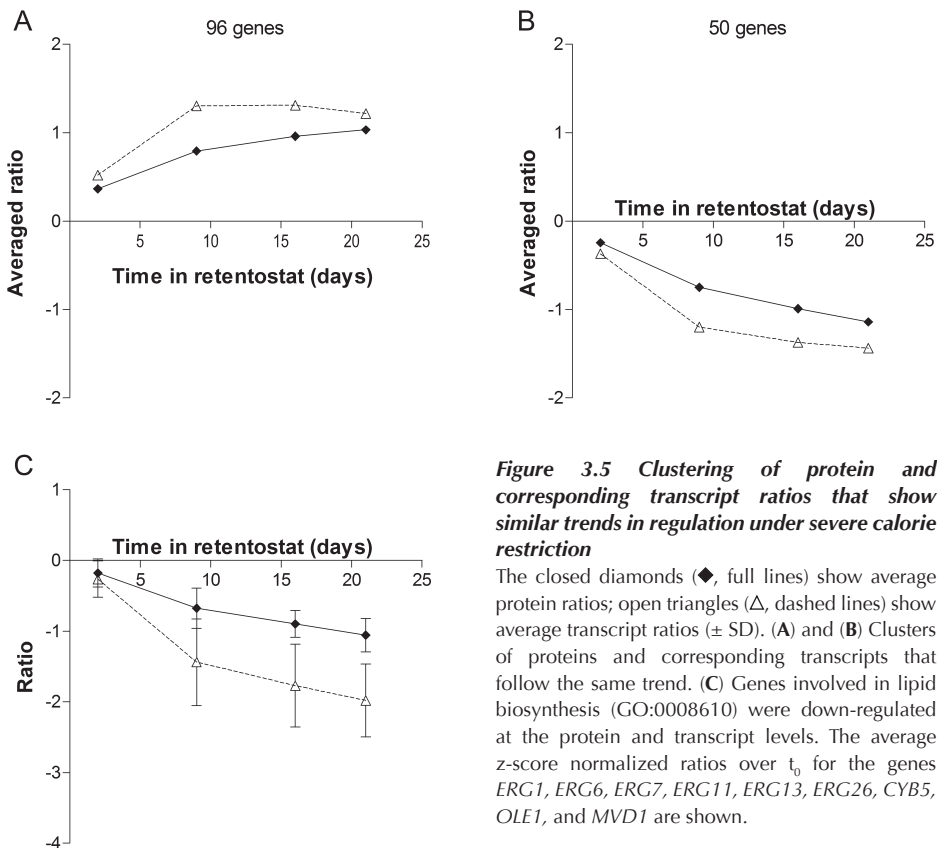 A
96 genes
2
1
0
-1
-2
5
10
15
20
25
Averaged ratio
Time in retentostat (days)
B
50 genes
2
1
0
-1
-2
Time in retentostat (days)
5
10
15
20
25
Averaged ratio
C
1
0
-1
-2
-3
-4
Time in retentostat (days)
5
10
15
20
25
Ratio
Figure 3.5 Clustering of protein and
corresponding transcript ratios that show
similar trends in regulation under severe calorie
restriction
The closed diamonds (◆, full lines) show average
protein ratios; open triangles (△, dashed lines) show
average transcript ratios (± SD). (A) and (B) Clusters
of proteins and corresponding transcripts that
follow the same trend. (C) Genes involved in lipid
biosynthesis (GO:0008610) were down-regulated
at the protein and transcript levels. The average
z-score normalized ratios over t0 for the genes
ERG1, ERG6, ERG7, ERG11, ERG13, ERG26, CYB5,
OLE1, and MVD1 are shown.